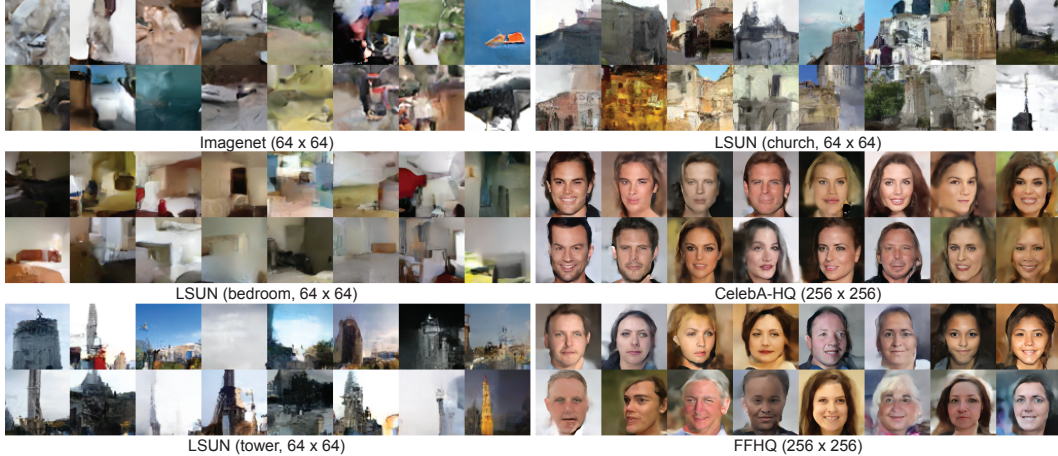 Imagenet (64 x 64)
LSUN (church, 64 x 64)
LSUN (bedroom, 64 x 64)
CelebA-HQ (256 x 256)
LSUN (tower, 64 x 64)
FFHQ (256 x 256)